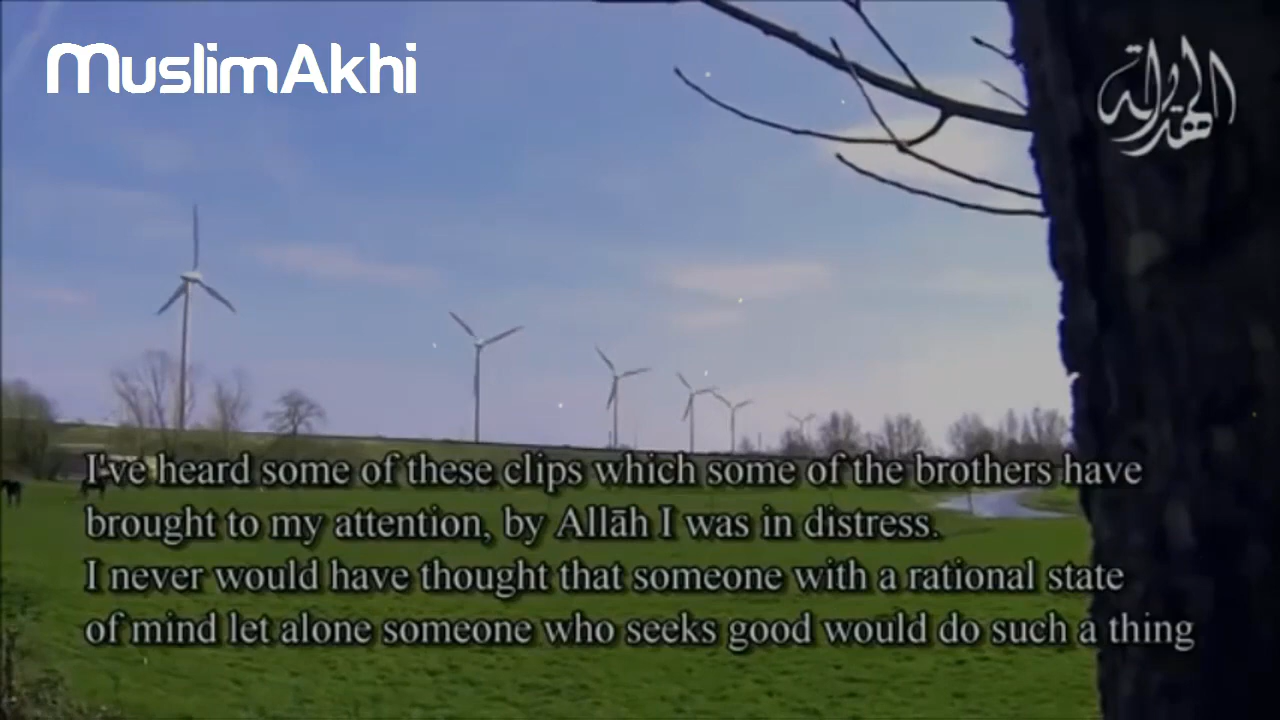 MuslimAkhi
الهداية
I've heard some of these clips which some of the brothers have
brought to my attention, by Allāh I was in distress.
I never would have thought that someone with a rational state
of mind let alone someone who seeks good would do such a thing